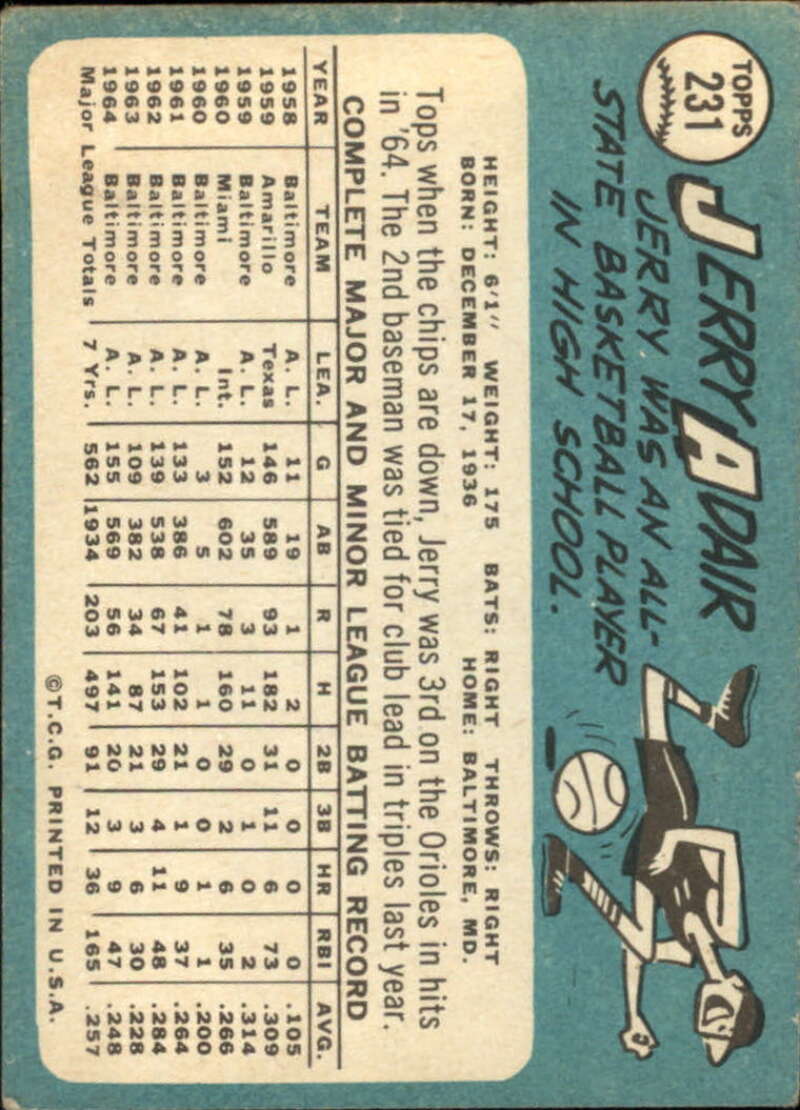 TOPPS
231
JERRY ADAIR
JERRY WAS AN ALL-
STATE BASKETBALL PLAYER
IN HIGH SCHOOL.
HEIGHT: 6'1" WEIGHT: 175 BATS: RIGHT THROWS: RIGHT
BORN: DECEMBER 17, 1936 HOME: BALTIMORE, MD.
Tops when the chips are down, Jerry was 3rd on the Orioles in hits
in '64. The 2nd baseman was tied for club lead in triples last year.
COMPLETE MAJOR AND MINOR LEAGUE BATTING RECORD
YEAR TEAM LEA. G AB R H 2B 3B HR RBI AVG.
1958 Baltimore A. L. 11 19 1 2 0 0 0 0 .105
1959 Amarillo Texas 146 589 93 182 31 11 6 73 .309
1959 Baltimore A. L. 12 35 3 11 0 1 0 2 .314
1960 Miami Int. 152 602 78 160 29 2 6 35 .266
1960 Baltimore A. L. 3 5 1 1 0 0 1 1 .200
1961 Baltimore A. L. 133 386 41 102 21 1 9 37 .264
1962 Baltimore A. L. 139 538 67 153 29 4 11 48 .284
1963 Baltimore A. L. 109 382 34 87 21 3 6 30 .228
1964 Baltimore A. L. 155 569 56 141 20 3 9 47 .248
Major League Totals 7 Yrs. 562 1934 203 497 91 12 36 165 .257
©T.C.G. PRINTED IN U.S.A.